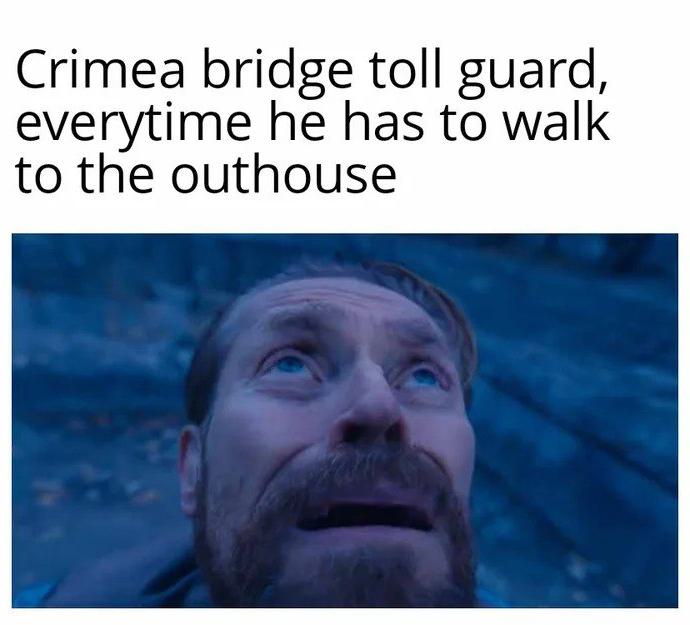 Crimea bridge toll guard,
everytime he has to walk
to the outhouse